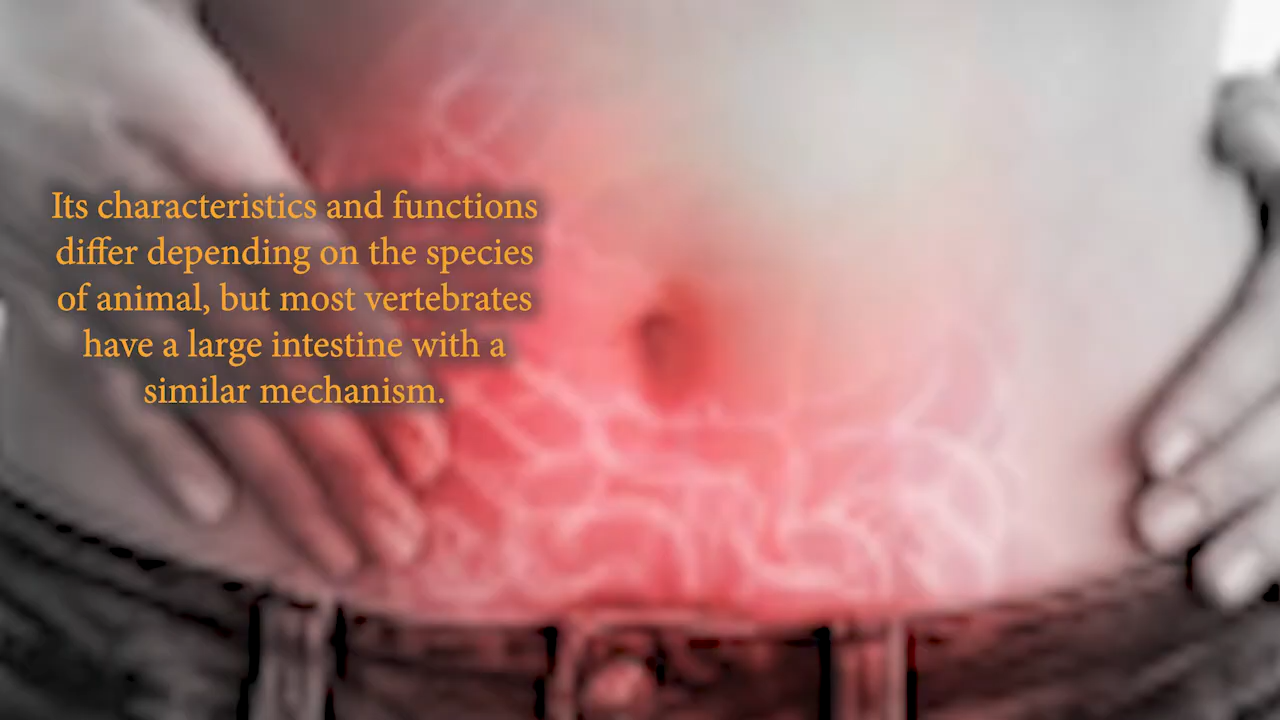 Its characteristics and functions
differ depending on the species
of animal, but most vertebrates
have a large intestine with a
similar mechanism.